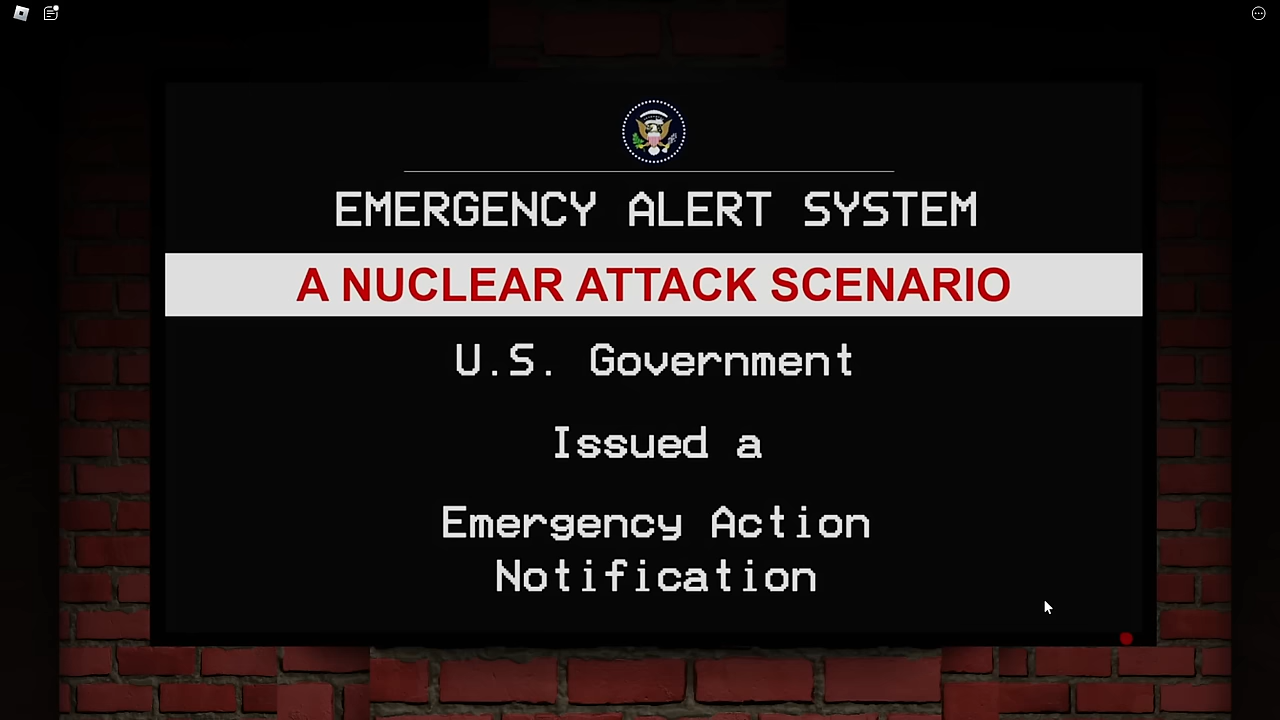 EMERGENCY ALERT SYSTEM
A NUCLEAR ATTACK SCENARIO
U.S. Government
Issued a
Emergency Action
Notification